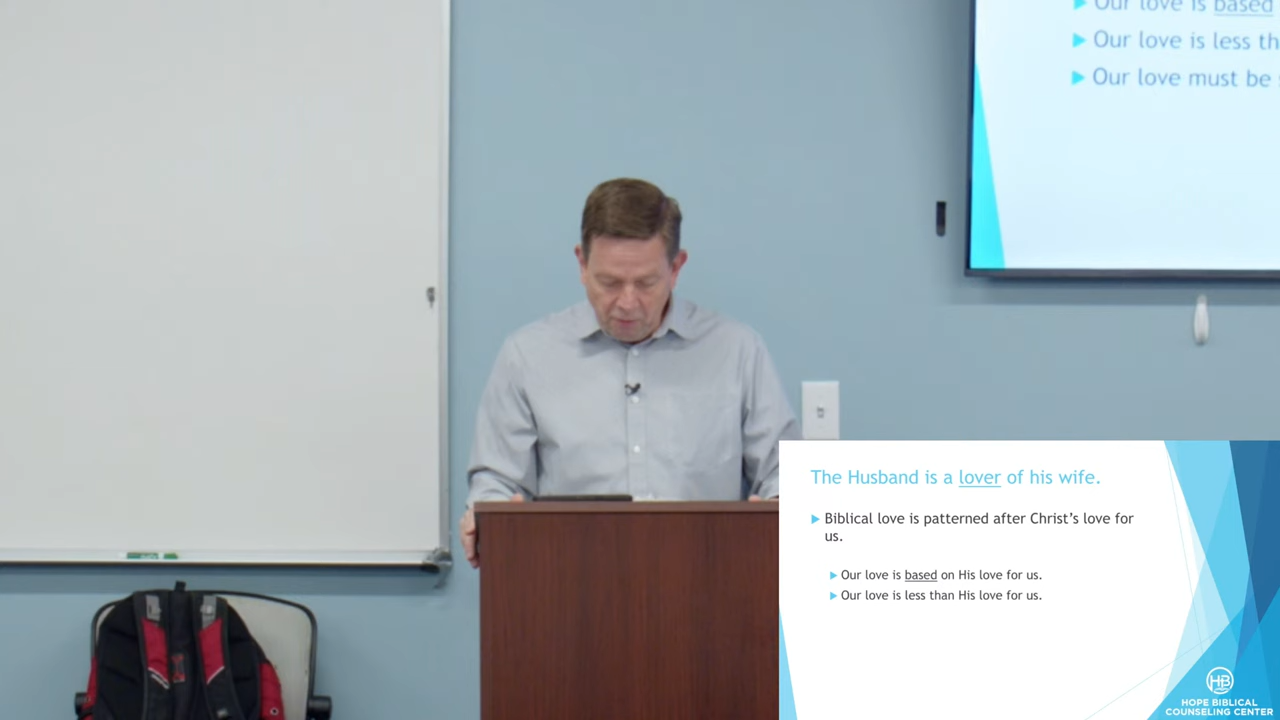 Our love is based
Our love is less th
Our love must be
The Husband is a lover of his wife.
Biblical love is patterned after Christ's love for
us.
Our love is based on His love for us.
Our love is less than His love for us.
HB
HOPE BIBLICAL
COUNSELING CENTER